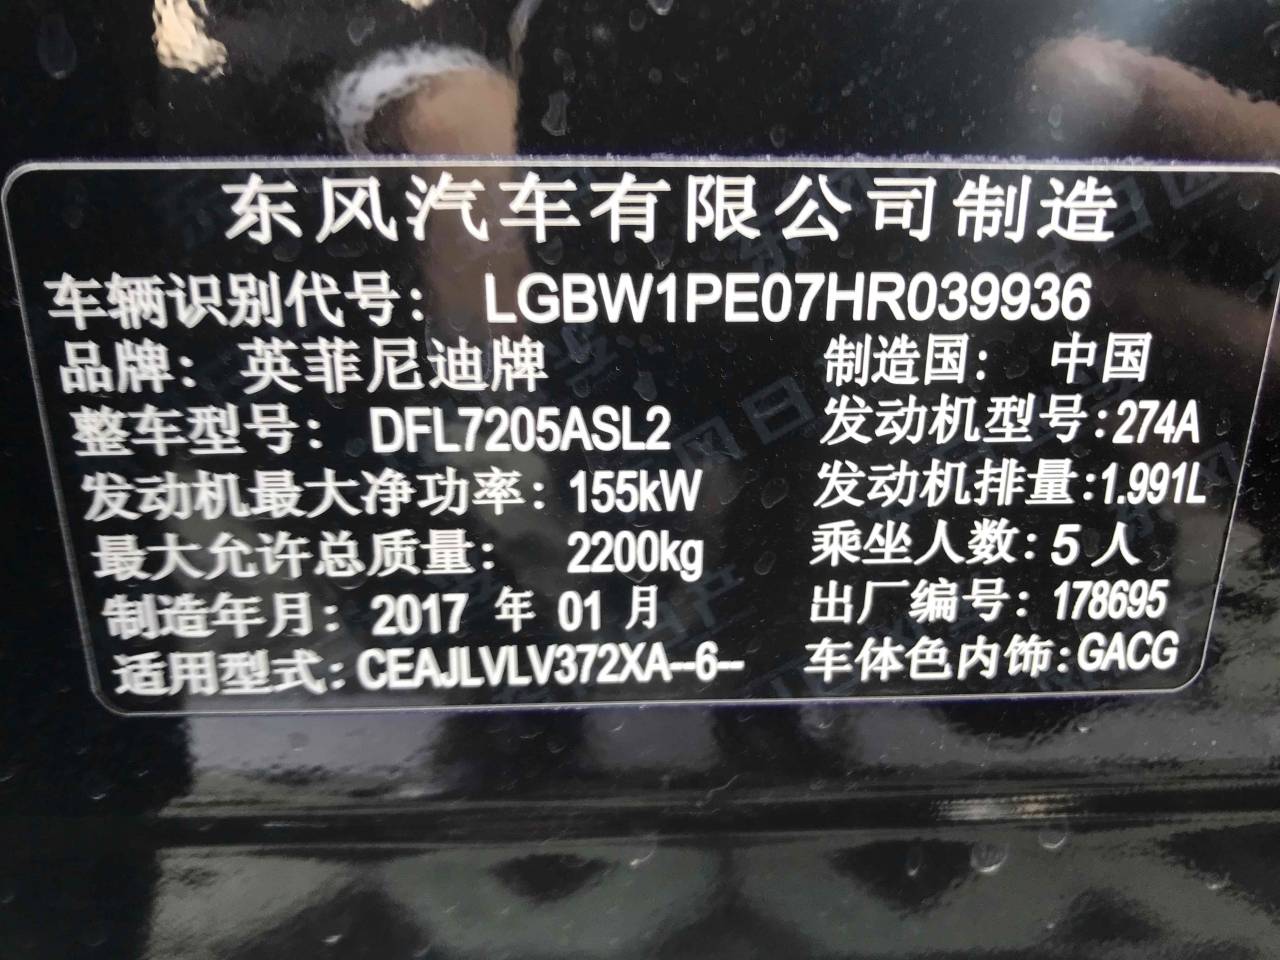 东风汽车有限公司制造
车辆识别代号: LGBW1PE07HR039936
品牌: 英菲尼迪牌 制造国: 中国
整车型号: DFL7205ASL2 发动机型号:274A
发动机最大净功率: 155kW 发动机排量:1.991L
最大允许总质量: 2200kg 乘坐人数: 5 人
制造年月: 2017 年 01 月 出厂编号: 178695
适用型式: CEAJLVLV372XA--6-- 车体色内饰:GACG